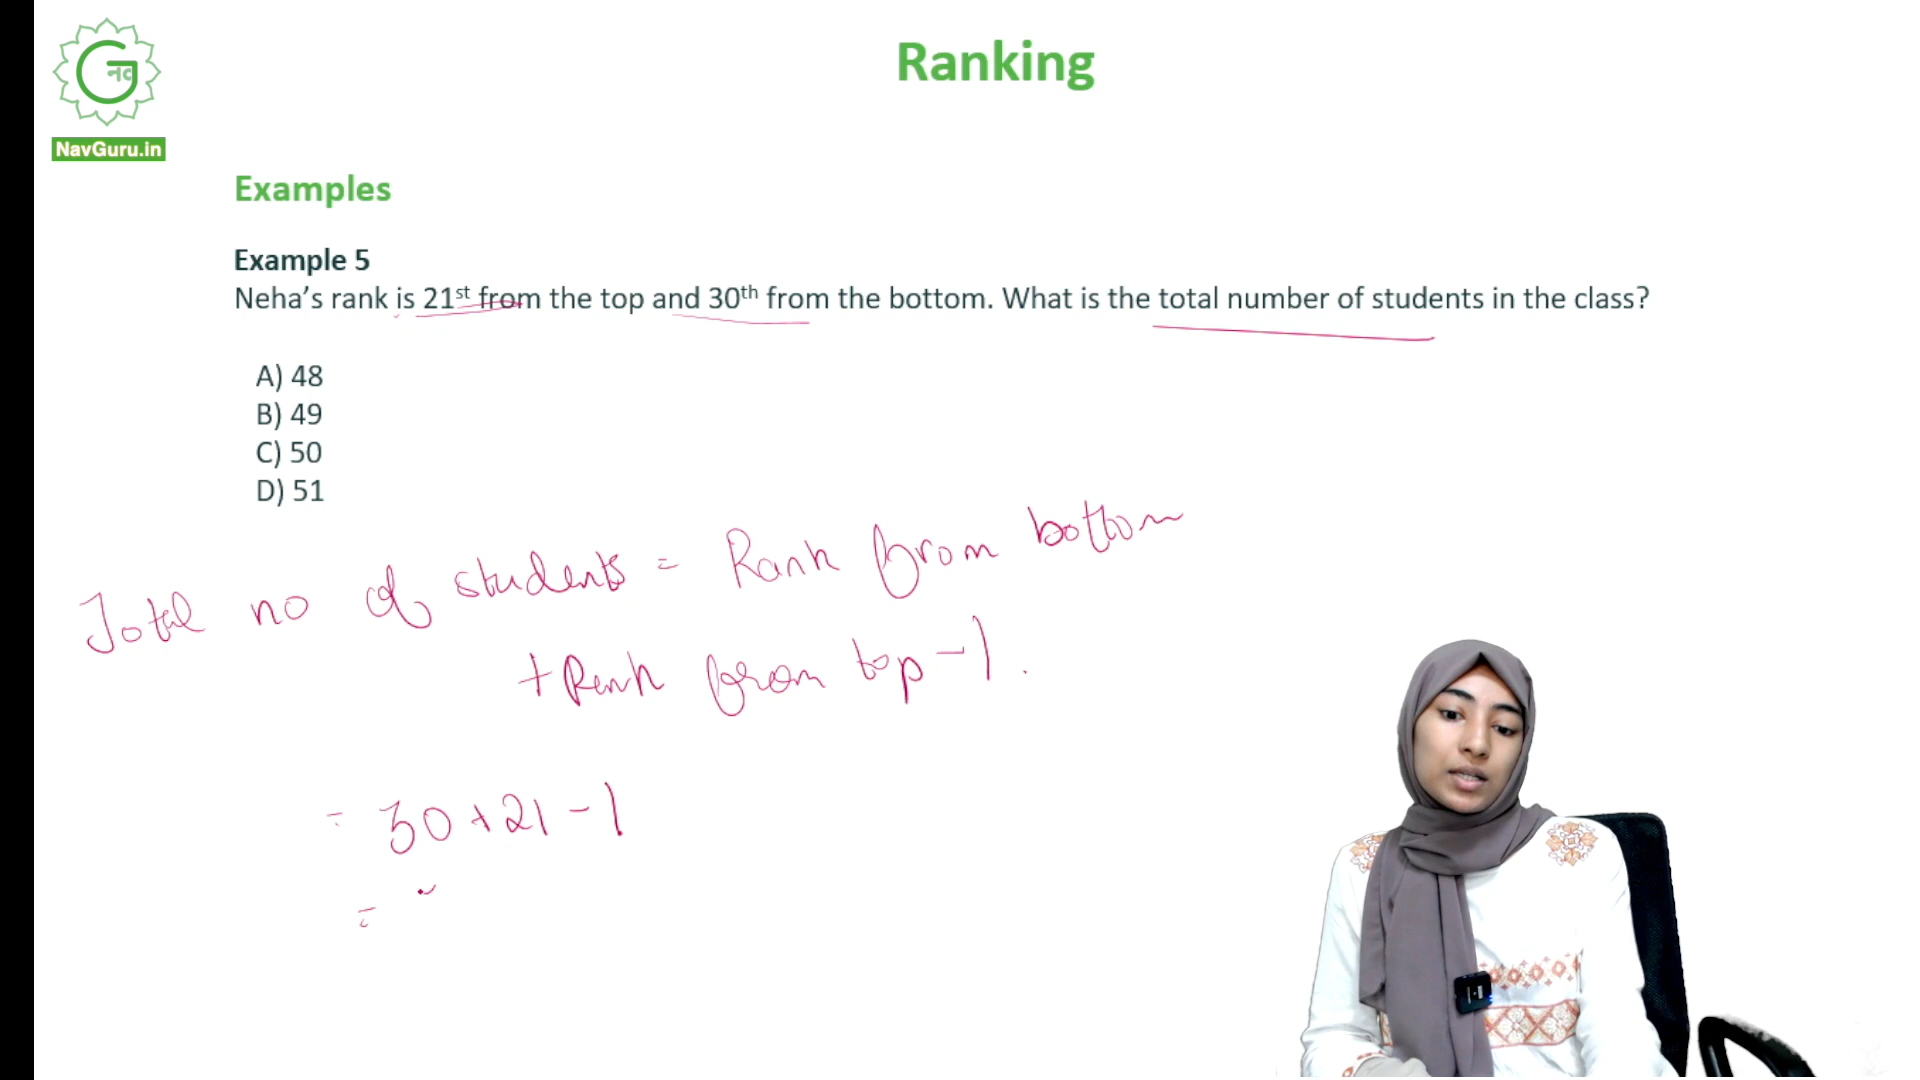 Ranking
नव
NavGuru.in
Examples
Example 5
Neha's rank is 21st from the top and 30th from the bottom. What is the total number of students in the class?
A) 48
B) 49
C) 50
D) 51
Total no of students = Rank from bottom
+ Rank from top - 1.
= 30 + 21 - 1
=